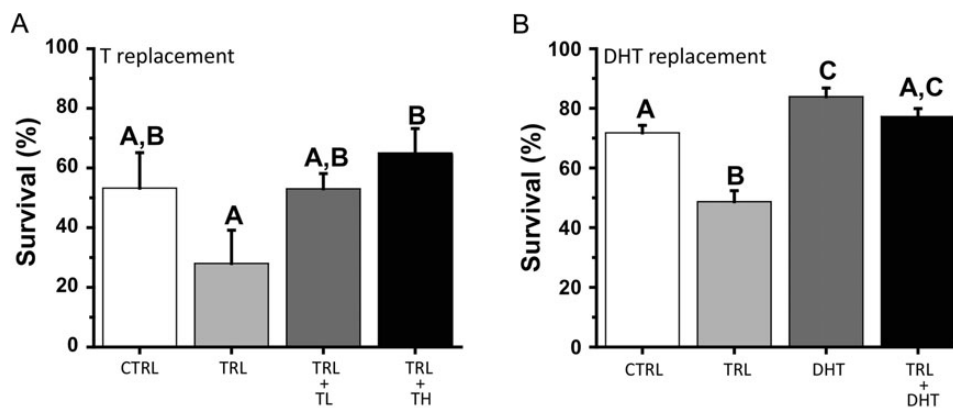 A
T replacement
Survival (%)
100
80
60
40
20
0
A,B
A
A,B
B
CTRL
TRL
TRL
+
TL
TRL
+
TH
B
DHT replacement
Survival (%)
100
80
60
40
20
0
A
B
C
A,C
CTRL
TRL
DHT
TRL
+
DHT